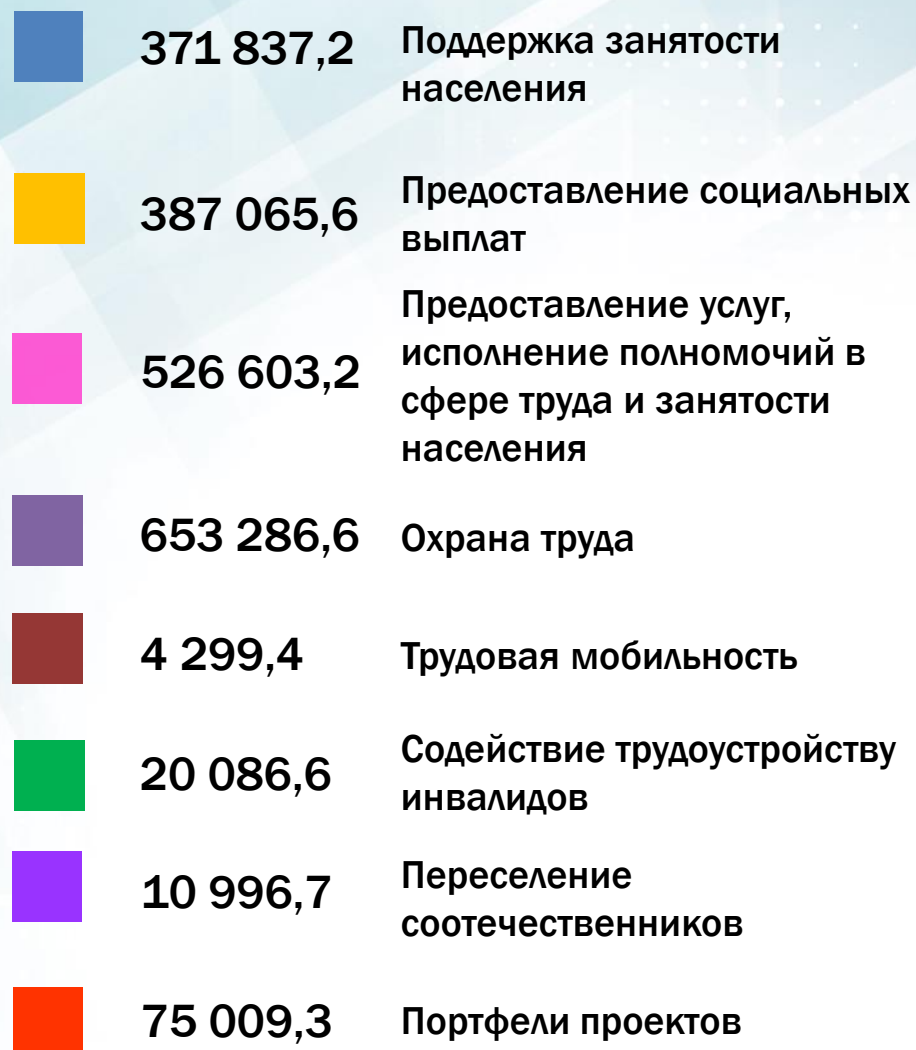 371 837,2 Поддержка занятости
населения
387 065,6 Предоставление социальных
выплат
526 603,2 Предоставление услуг,
исполнение полномочий в
сфере труда и занятости
населения
653 286,6 Охрана труда
4 299,4 Трудовая мобильность
20 086,6 Содействие трудоустройству
инвалидов
10 996,7 Переселение
соотечественников
75 009,3 Портфели проектов